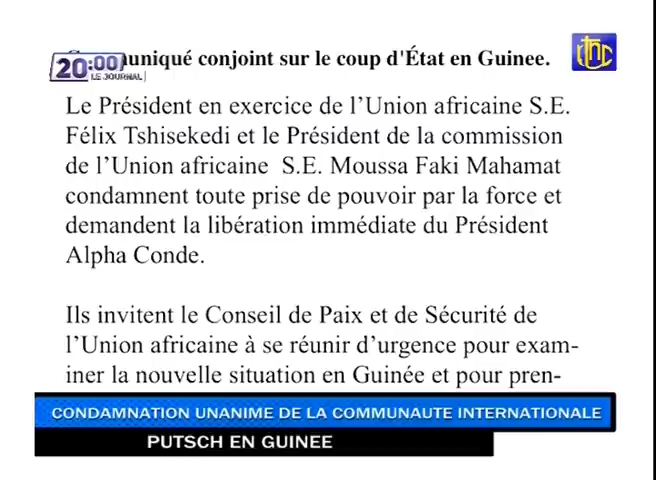 20:00
LE JOURNAL
muniqué conjoint sur le coup d'État en Guinee.
rtnc
Le Président en exercice de l'Union africaine S.E.
Félix Tshisekedi et le Président de la commission
de l'Union africaine S.E. Moussa Faki Mahamat
condamnent toute prise de pouvoir par la force et
demandent la libération immédiate du Président
Alpha Conde.
Ils invitent le Conseil de Paix et de Sécurité de
l'Union africaine à se réunir d'urgence pour exam-
iner la nouvelle situation en Guinée et pour pren-
CONDAMNATION UNANIME DE LA COMMUNAUTE INTERNATIONALE
PUTSCH EN GUINEE